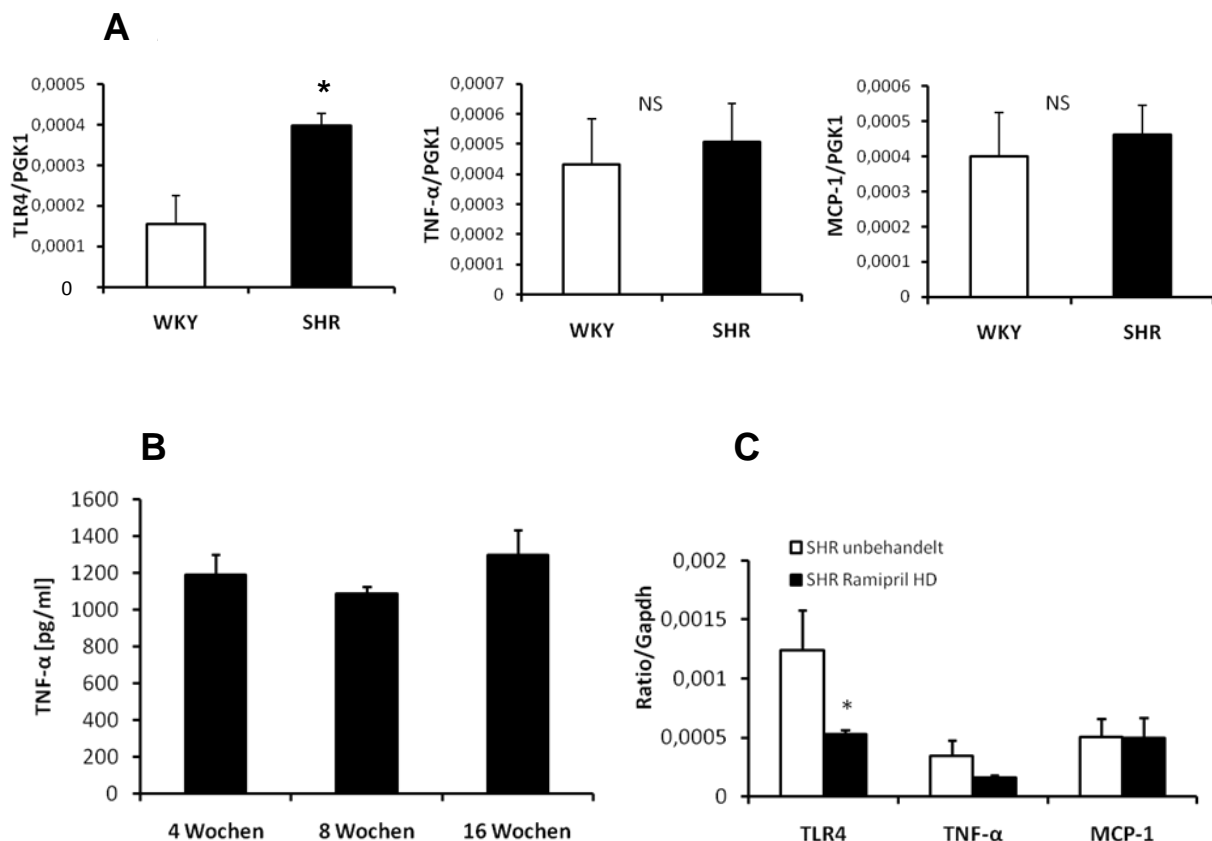 A
TLR4/PGK1
0,0005
0,0004
0,0003
0,0002
0,0001
0
*
WKY SHR
TNF-α/PGK1
0,0007
0,0006
0,0005
0,0004
0,0003
0,0002
0,0001
0
NS
WKY SHR
MCP-1/PGK1
0,0006
0,0005
0,0004
0,0003
0,0002
0,0001
0
NS
WKY SHR
B
TNF-α [pg/ml]
1600
1400
1200
1000
800
600
400
200
0
4 Wochen 8 Wochen 16 Wochen
C
SHR unbehandelt
SHR Ramipril HD
Ratio/Gapdh
0,002
0,0015
0,001
0,0005
0
*
TLR4 TNF-α MCP-1